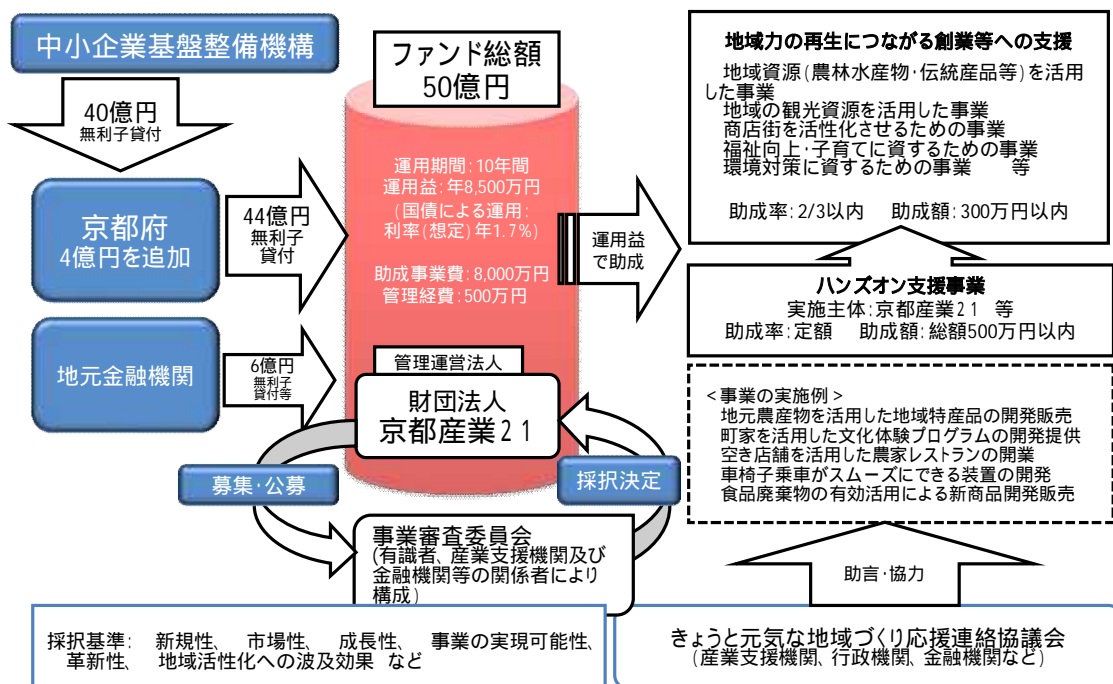 中小企業基盤整備機構
40億円
無利子貸付
京都府
4億円を追加
44億円
無利子
貸付
地元金融機関
6億円
無利子
貸付等
ファンド総額
50億円
運用期間:10年間
運用益:年8,500万円
(国債による運用:
利率(想定)年1.7%)
助成事業費:8,000万円
管理経費:500万円
管理運営法人
財団法人
京都産業21
募集・公募
採択決定
事業審査委員会
(有識者、産業支援機関及び
金融機関等の関係者により
構成)
採択基準: 新規性、 市場性、 成長性、 事業の実現可能性、
革新性、 地域活性化への波及効果 など
運用益
で助成
地域力の再生につながる創業等への支援
地域資源(農林水産物・伝統産品等)を活用
した事業
地域の観光資源を活用した事業
商店街を活性化させるための事業
福祉向上・子育てに資するための事業
環境対策に資するための事業 等
助成率:2/3以内 助成額:300万円以内
ハンズオン支援事業
実施主体:京都産業21 等
助成率:定額 助成額:総額500万円以内
<事業の実施例>
地元農産物を活用した地域特産品の開発販売
町家を活用した文化体験プログラムの開発提供
空き店舗を活用した農家レストランの開業
車椅子乗車がスムーズにできる装置の開発
食品廃棄物の有効活用による新商品開発販売
助言・協力
きょうと元気な地域づくり応援連絡協議会
(産業支援機関、行政機関、金融機関など)